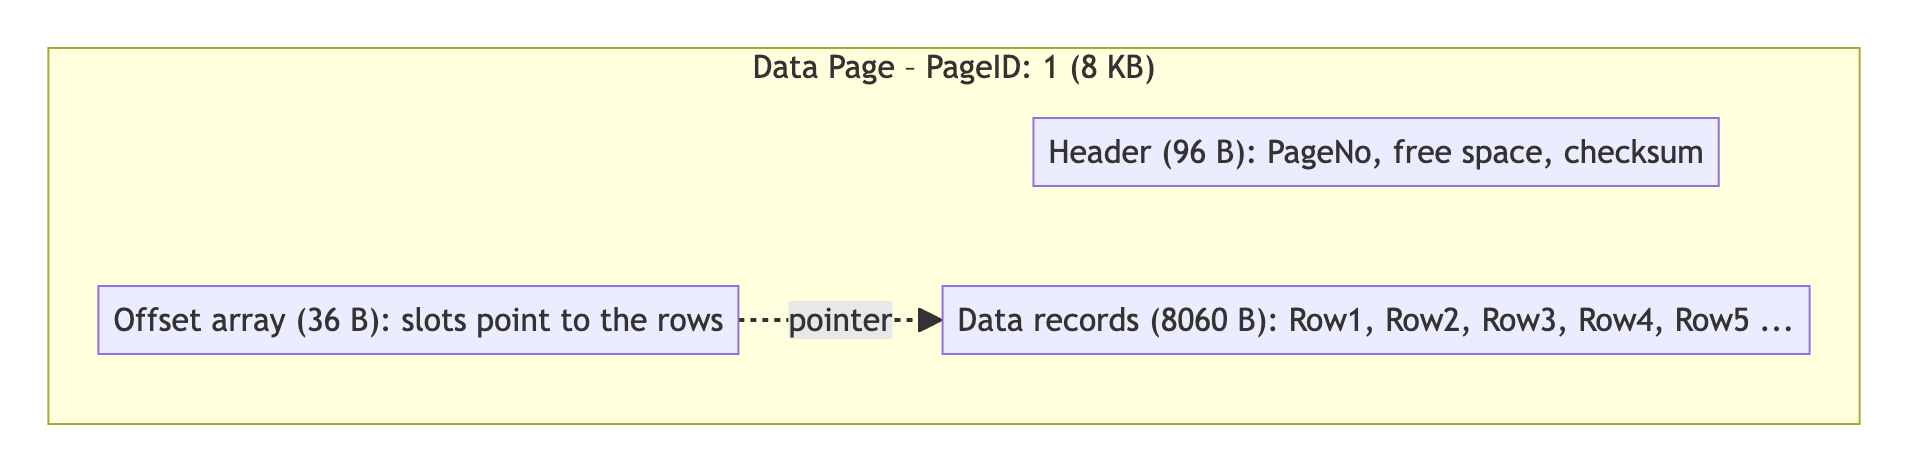 Data Page – PageID: 1 (8 KB)
Header (96 B): PageNo, free space, checksum
Offset array (36 B): slots point to the rows
pointer
Data records (8060 B): Row1, Row2, Row3, Row4, Row5 ...